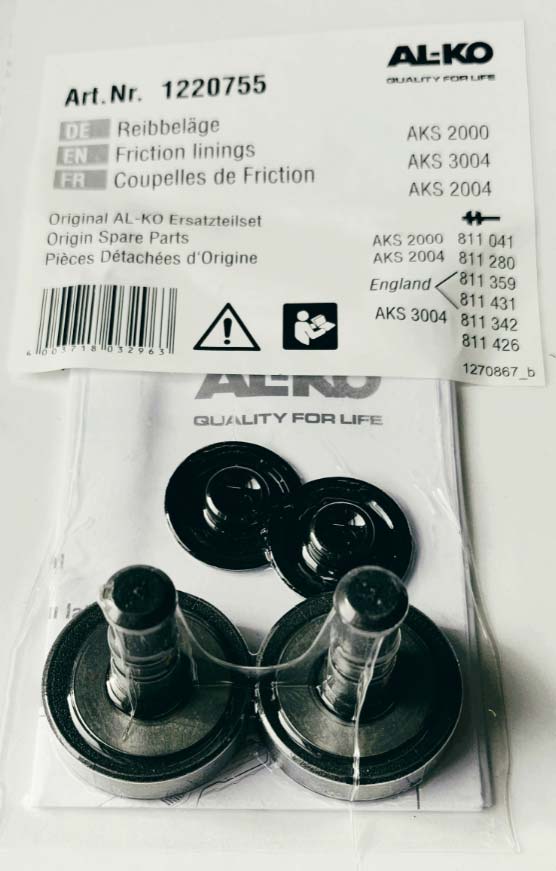 AL-KO
QUALITY FOR LIFE
Art.Nr. 1220755
DE Reibbeläge
EN Friction linings
FR Coupelles de Friction
AKS 2000
AKS 3004
AKS 2004
Original AL-KO Ersatzteilset
Origin Spare Parts
Pièces Détachées d'Origine
AKS 2000 811 041
AKS 2004 811 280
England 811 359
811 431
AKS 3004 811 342
811 426
4 003718 032963
1270867_b
AL-KO
QUALITY FOR LIFE